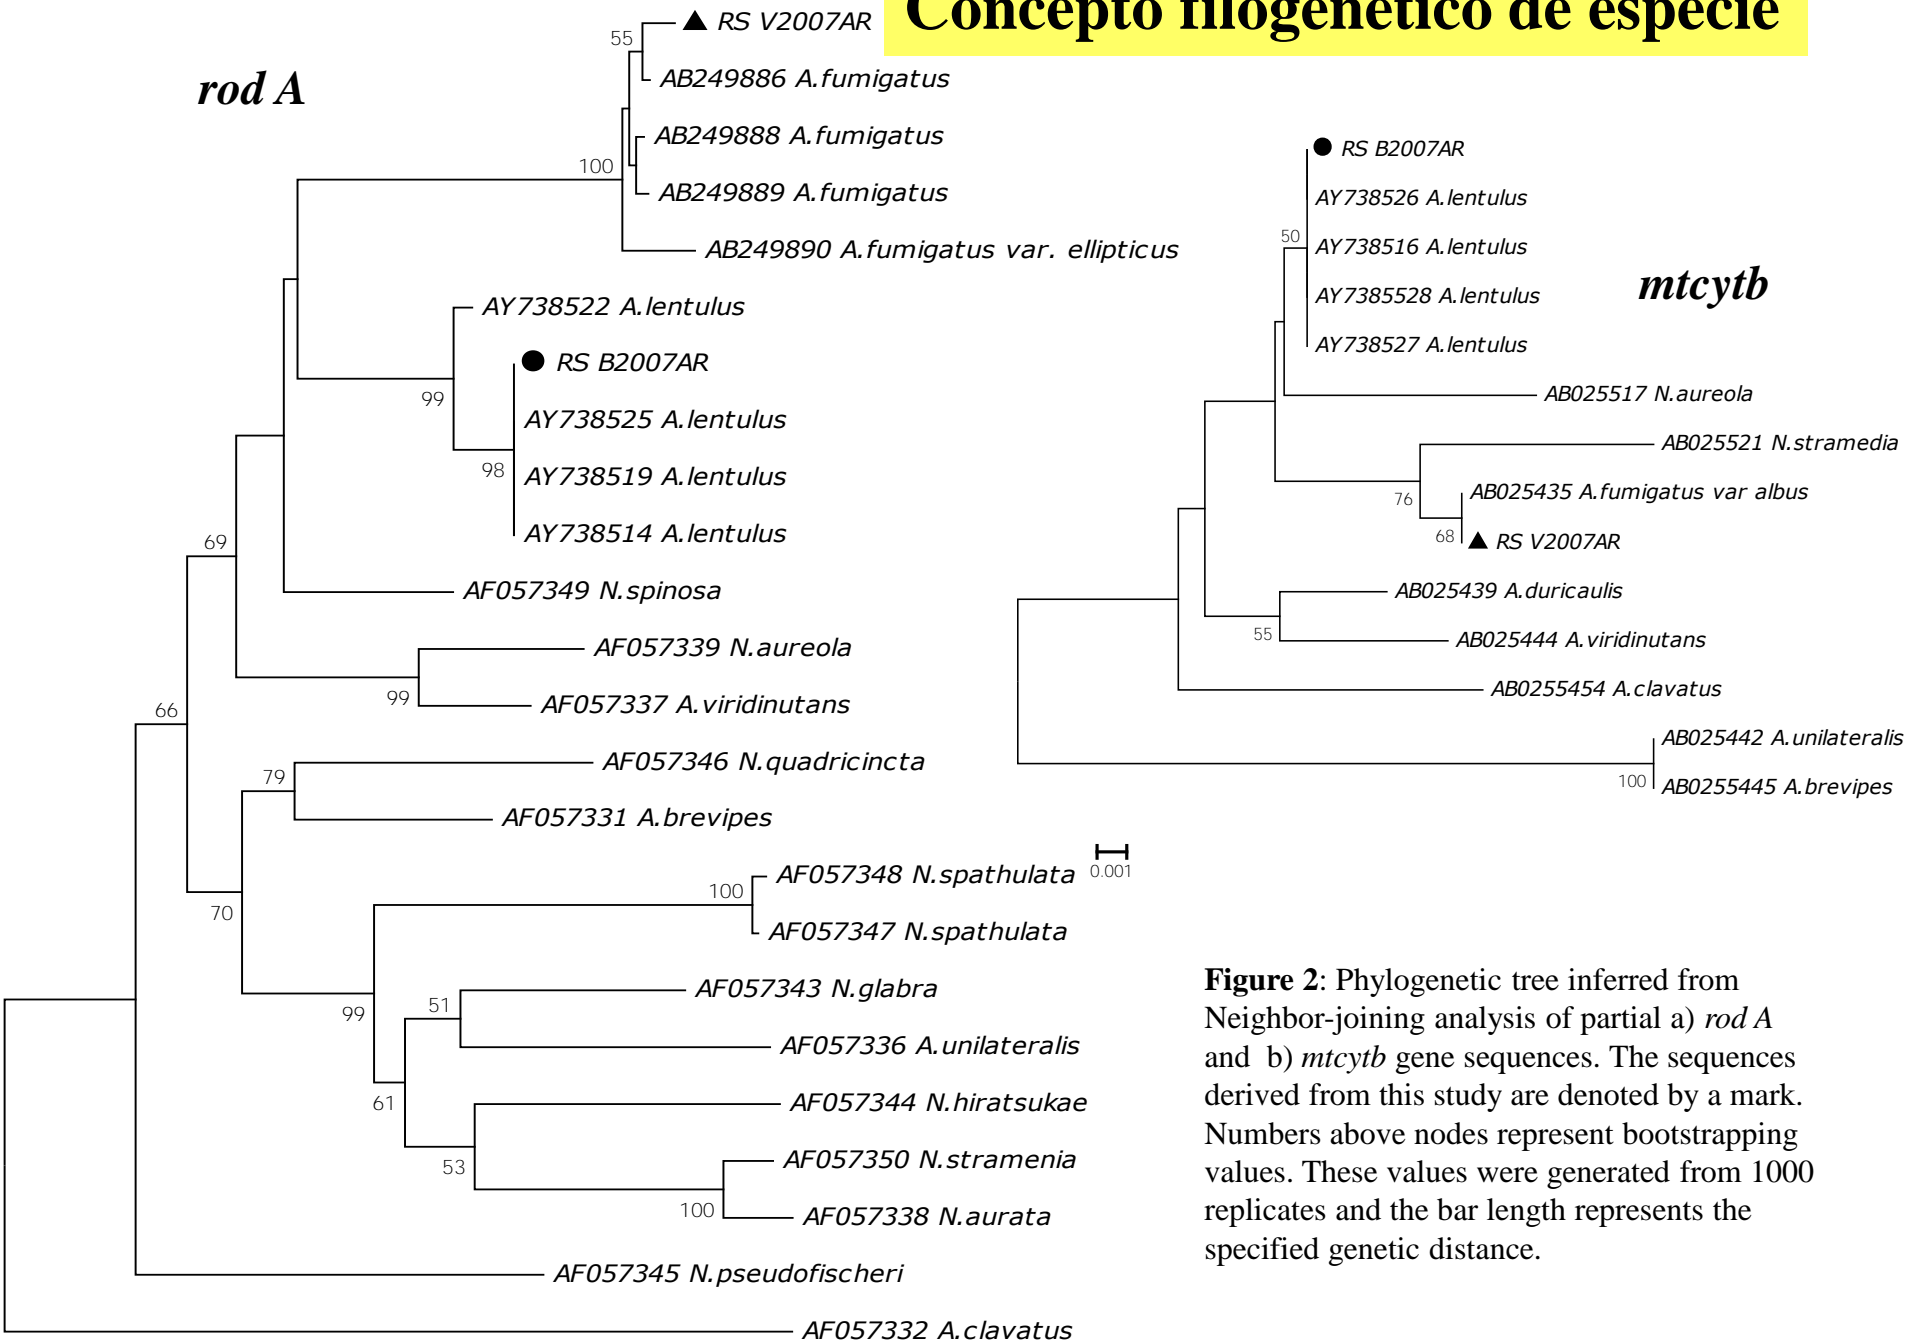 Concepto filogenético de especie
rod A
55
▲ RS V2007AR
AB249886 A.fumigatus
AB249888 A.fumigatus
100
AB249889 A.fumigatus
AB249890 A.fumigatus var. ellipticus
AY738522 A.lentulus
● RS B2007AR
99
AY738525 A.lentulus
98
AY738519 A.lentulus
AY738514 A.lentulus
69
AF057349 N.spinosa
AF057339 N.aureola
99
AF057337 A.viridinutans
66
AF057346 N.quadricincta
79
AF057331 A.brevipes
AF057348 N.spathulata
100
70
AF057347 N.spathulata
AF057343 N.glabra
99
51
AF057336 A.unilateralis
61
AF057344 N.hiratsukae
53
AF057350 N.stramenia
100
AF057338 N.aurata
AF057345 N.pseudofischeri
AF057332 A.clavatus
mtcytb
● RS B2007AR
AY738526 A.lentulus
50
AY738516 A.lentulus
AY7385528 A.lentulus
AY738527 A.lentulus
AB025517 N.aureola
AB025521 N.stramedia
76
AB025435 A.fumigatus var albus
68
▲ RS V2007AR
AB025439 A.duricaulis
55
AB025444 A.viridinutans
AB0255454 A.clavatus
AB025442 A.unilateralis
100
AB0255445 A.brevipes
0.001
Figure 2: Phylogenetic tree inferred from
Neighbor-joining analysis of partial a) rod A
and b) mtcytb gene sequences. The sequences
derived from this study are denoted by a mark.
Numbers above nodes represent bootstrapping
values. These values were generated from 1000
replicates and the bar length represents the
specified genetic distance.